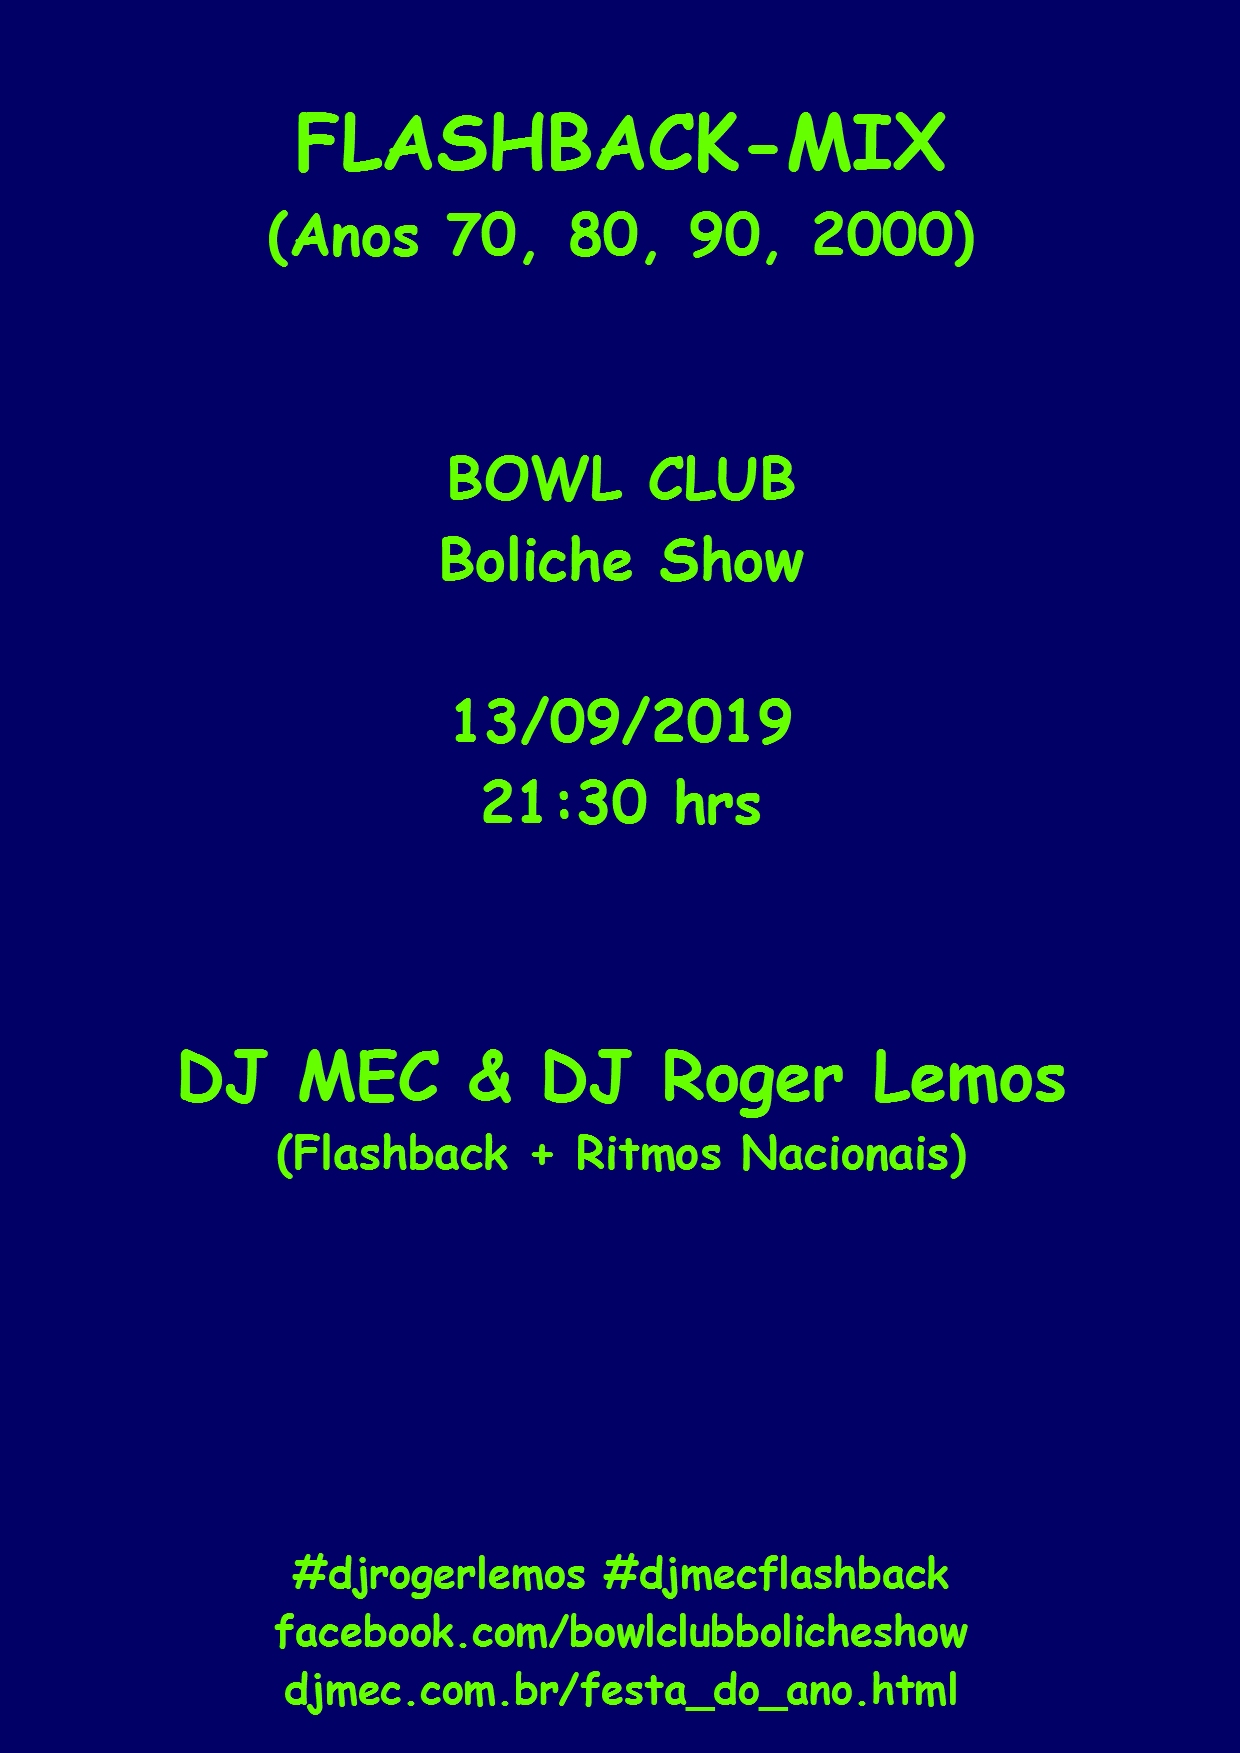 FLASHBACK-MIX
(Anos 70, 80, 90, 2000)
BOWL CLUB
Boliche Show
13/09/2019
21:30 hrs
DJ MEC & DJ Roger Lemos
(Flashback + Ritmos Nacionais)
#djrogerlemos #djmecflashback
facebook.com/bowlclubbolicheshow
djmec.com.br/festa_do_ano.html